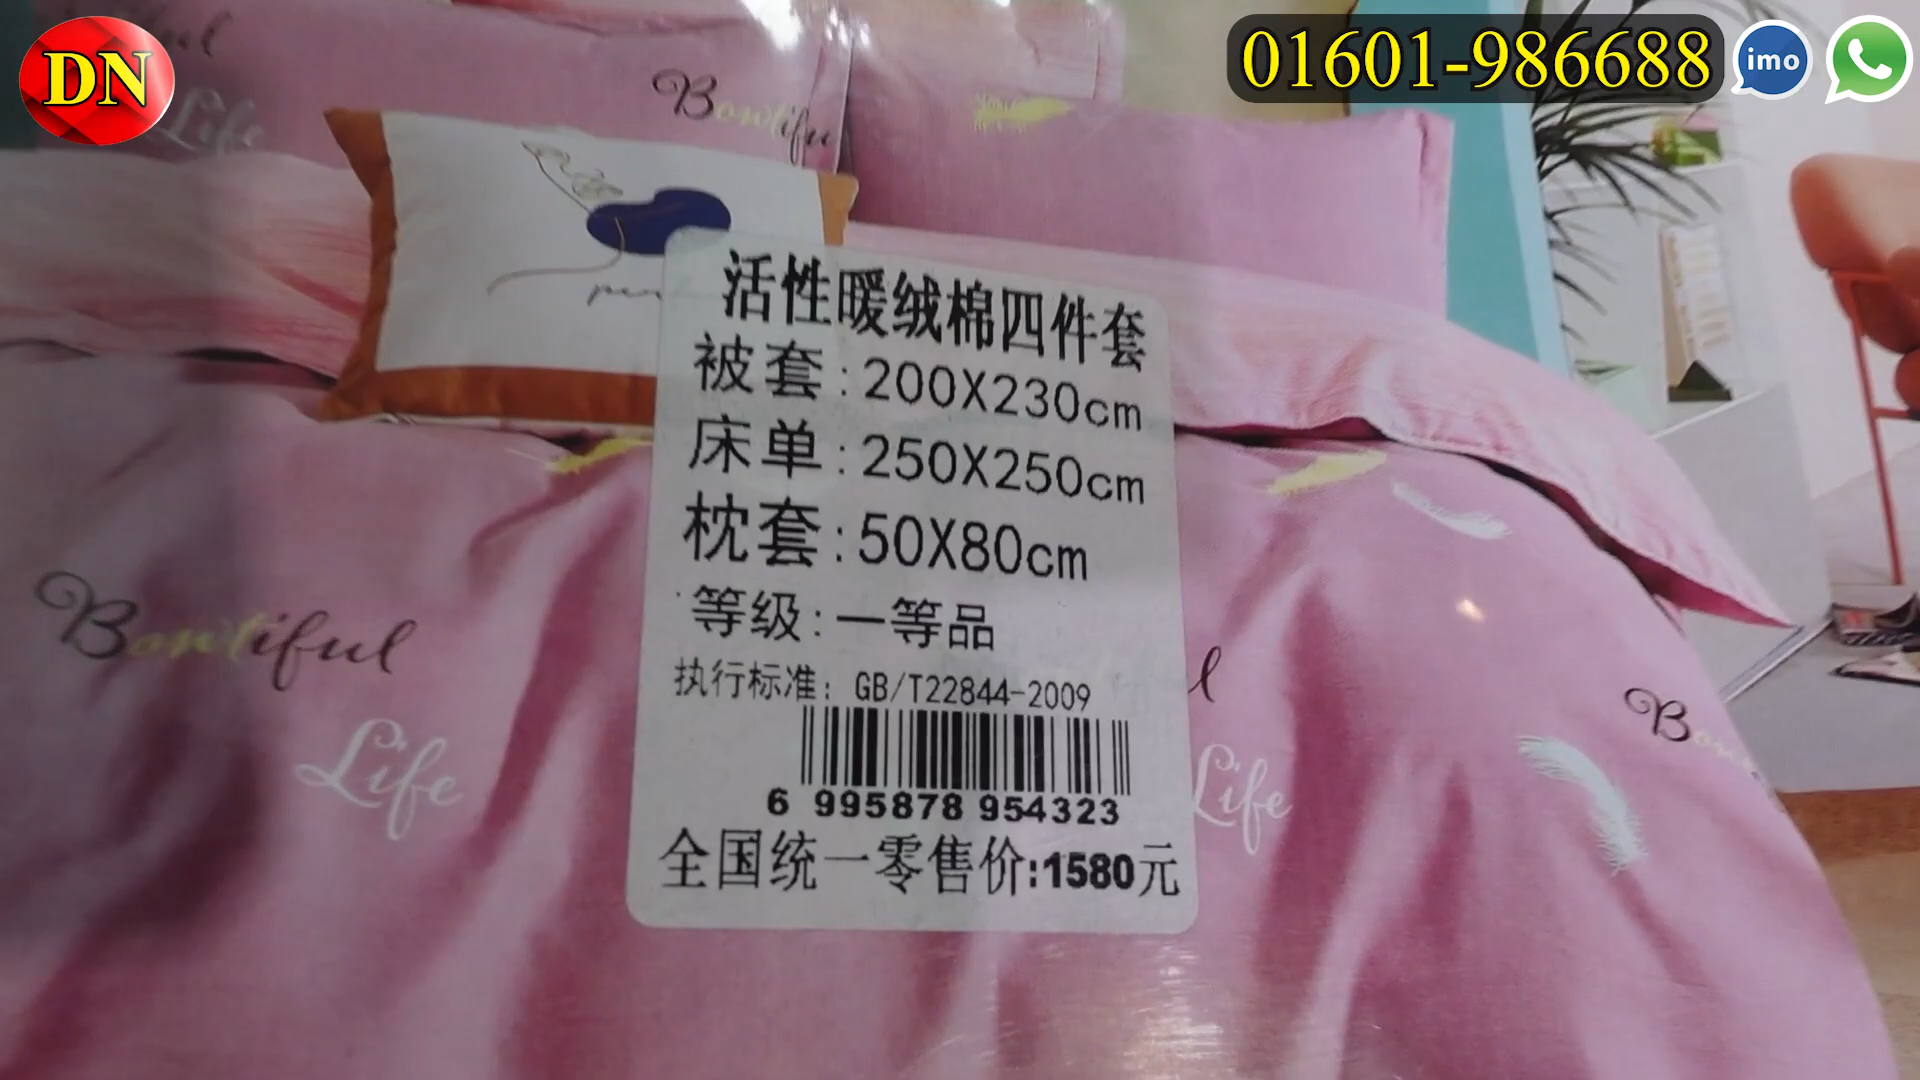 DN
01601-986688
imo
Life
Bowtiful
活性暖绒棉四件套
被套:200X230cm
床单:250X250cm
枕套:50X80cm
等级:一等品
执行标准: GB/T22844-2009
6 995878 954323
全国统一零售价:1580元
Bowtiful
Life
Life